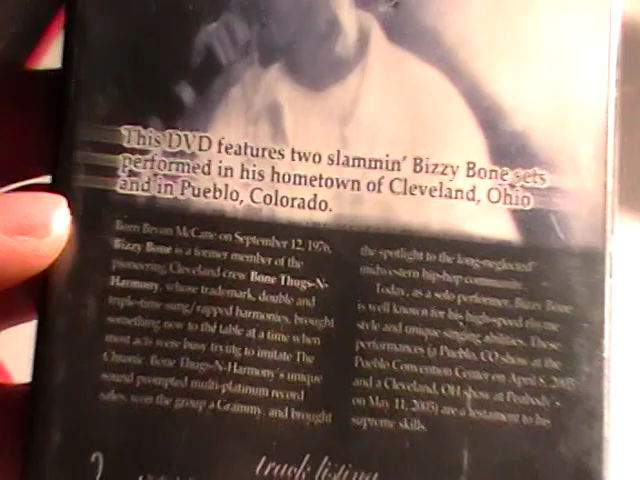 This DVD features two slammin' Bizzy Bone sets
performed in his hometown of Cleveland, Ohio
and in Pueblo, Colorado.
Born Bryon McCane on September 12, 1976,
Bizzy Bone is a former member of the
pioneering Cleveland crew Bone Thugs-N-
Harmony, whose trademark, double and
triple-time sung/rapped harmonies, brought
something new to the table at a time when
most acts were busy trying to imitate The
Chronic. Bone Thugs-N-Harmony's unique
sound prompted multi-platinum record
sales, won the group a Grammy, and brought
the spotlight to the long-neglected
midwestern hip-hop community.
Today, as a solo performer, Bizzy Bone
is well known for his high-speed rhyme
style and unique singing abilities. These
performances (a Pueblo, CO show at the
Pueblo Convention Center on April 8, 2005
and a Cleveland, OH show at Peabody's
on May 11, 2005) are a testament to his
supreme skills.
track listing